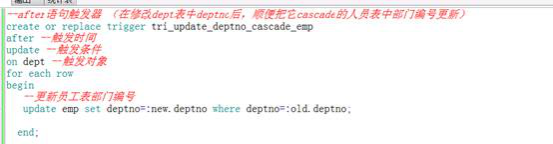 --after语句触发器 （在修改dept表中deptno后，顺便把它cascade的人员表中部门编号更新）
create or replace trigger tri_update_deptno_cascade_emp
after --触发时间
update --触发条件
on dept --触发对象
for each row
begin
--更新员工表部门编号
update emp set deptno=:new.deptno where deptno=:old.deptno;
end;